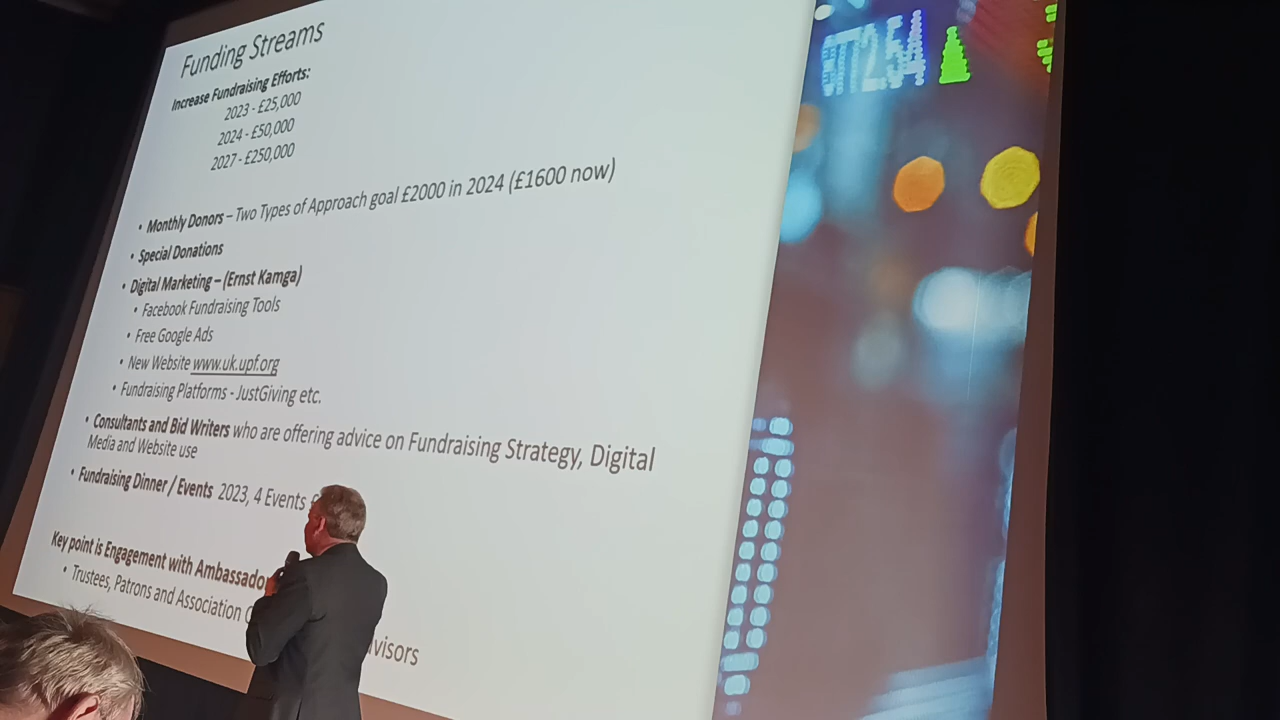 Funding Streams
Increase Fundraising Efforts:
2023 - £25,000
2024 - £50,000
2027 - £250,000
• Monthly Donors – Two Types of Approach goal £2000 in 2024 (£1600 now)
• Special Donations
• Digital Marketing – (Ernst Kamga)
• Facebook Fundraising Tools
• Free Google Ads
• New Website www.uk.upf.org
• Fundraising Platforms - JustGiving etc.
• Consultants and Bid Writers who are offering advice on Fundraising Strategy, Digital
Media and Website use
• Fundraising Dinner / Events 2023, 4 Events
Key point is Engagement with
• Trustees, Patrons and Association